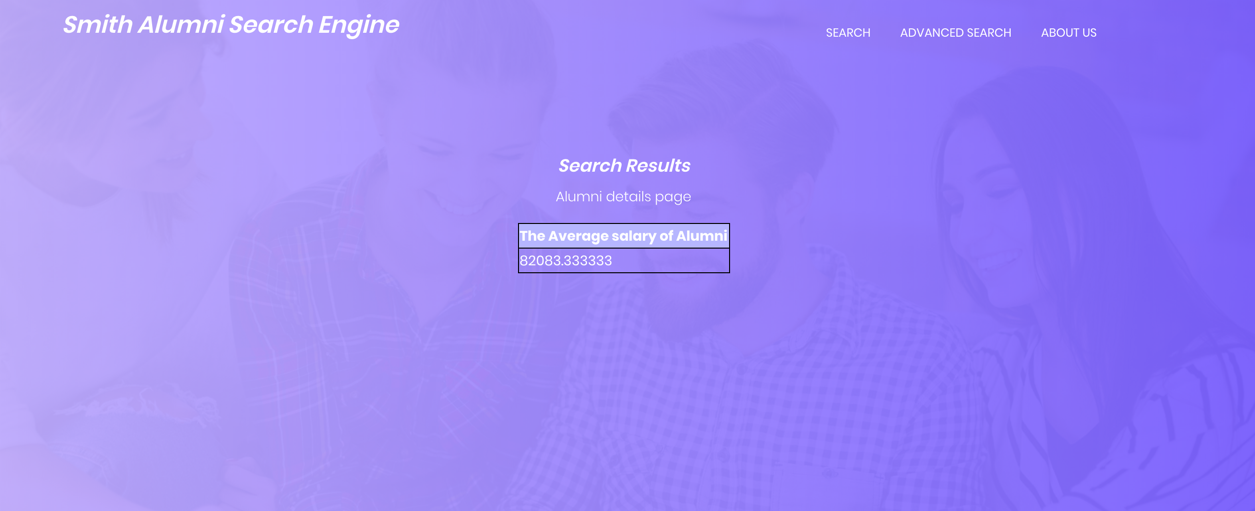 Smith Alumni Search Engine
SEARCH ADVANCED SEARCH ABOUT US
Search Results
Alumni details page
The Average salary of Alumni
82083.333333